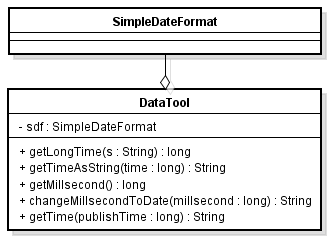 SimpleDateFormat
DataTool
- sdf : SimpleDateFormat
+ getLongTime(s : String) : long
+ getTimeAsString(time : long) : String
+ getMillsecond() : long
+ changeMillsecondToDate(millsecond : long) : String
+ getTime(publishTime : long) : String